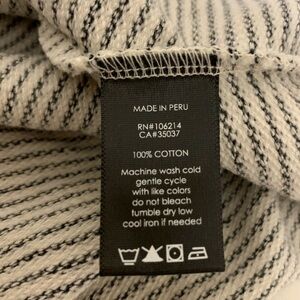 MADE IN PERU
RN#106214
CA#35037
100% COTTON
Machine wash cold
gentle cycle
with like colors
do not bleach
tumble dry low
cool iron if needed